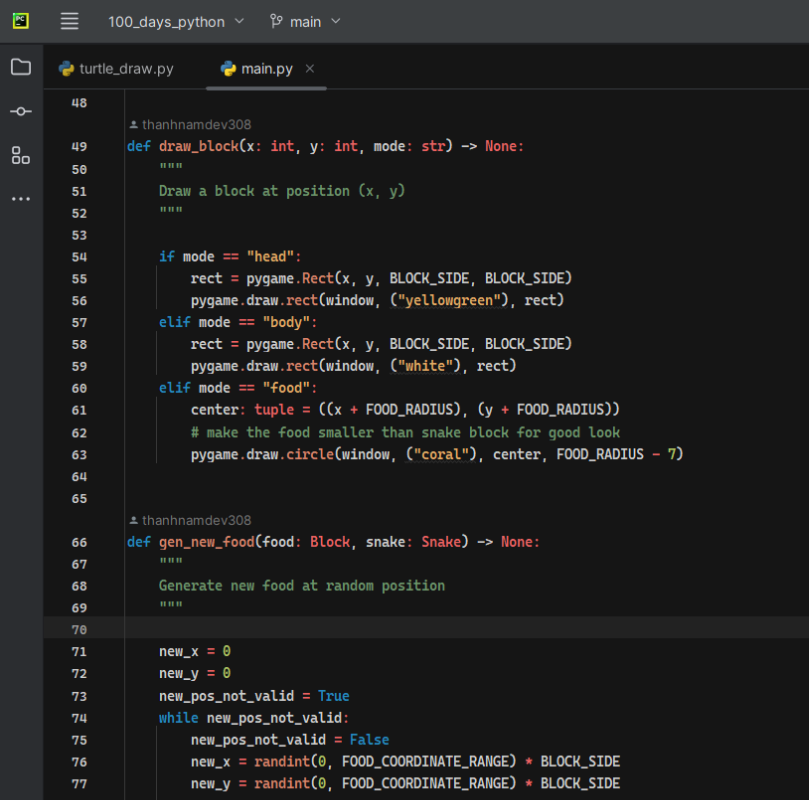 PC
100_days_python
main
turtle_draw.py
main.py
48
thanhnamdev308
49 def draw_block(x: int, y: int, mode: str) -> None:
50     """
51     Draw a block at position (x, y)
52     """
53
54     if mode == "head":
55         rect = pygame.Rect(x, y, BLOCK_SIDE, BLOCK_SIDE)
56         pygame.draw.rect(window, ("yellowgreen"), rect)
57     elif mode == "body":
58         rect = pygame.Rect(x, y, BLOCK_SIDE, BLOCK_SIDE)
59         pygame.draw.rect(window, ("white"), rect)
60     elif mode == "food":
61         center: tuple = ((x + FOOD_RADIUS), (y + FOOD_RADIUS))
62         # make the food smaller than snake block for good look
63         pygame.draw.circle(window, ("coral"), center, FOOD_RADIUS - 7)
64
65
thanhnamdev308
66 def gen_new_food(food: Block, snake: Snake) -> None:
67     """
68     Generate new food at random position
69     """
70
71     new_x = 0
72     new_y = 0
73     new_pos_not_valid = True
74     while new_pos_not_valid:
75         new_pos_not_valid = False
76         new_x = randint(0, FOOD_COORDINATE_RANGE) * BLOCK_SIDE
77         new_y = randint(0, FOOD_COORDINATE_RANGE) * BLOCK_SIDE